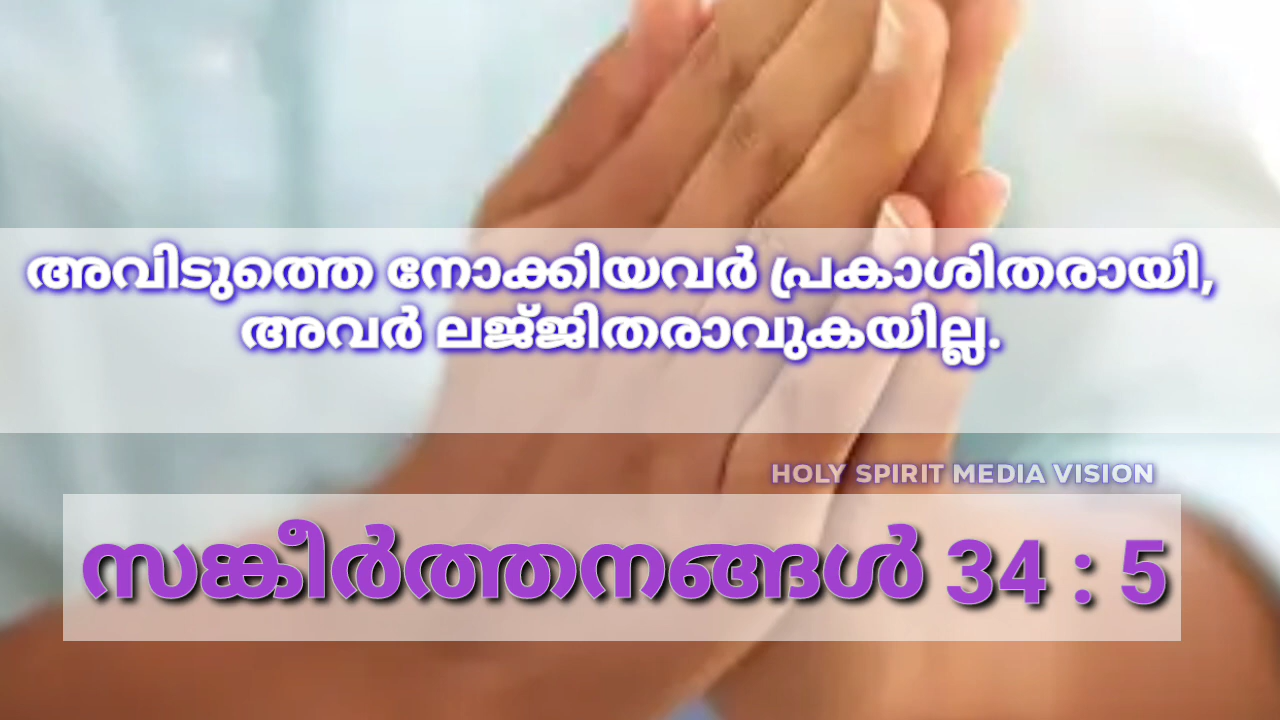 അവിടുത്തെ നോക്കിയവർ പ്രകാശിതരായി,
അവർ ലജ്ജിതരാവുകയില്ല.
HOLY SPIRIT MEDIA VISION
സങ്കീർത്തനങ്ങൾ 34 : 5